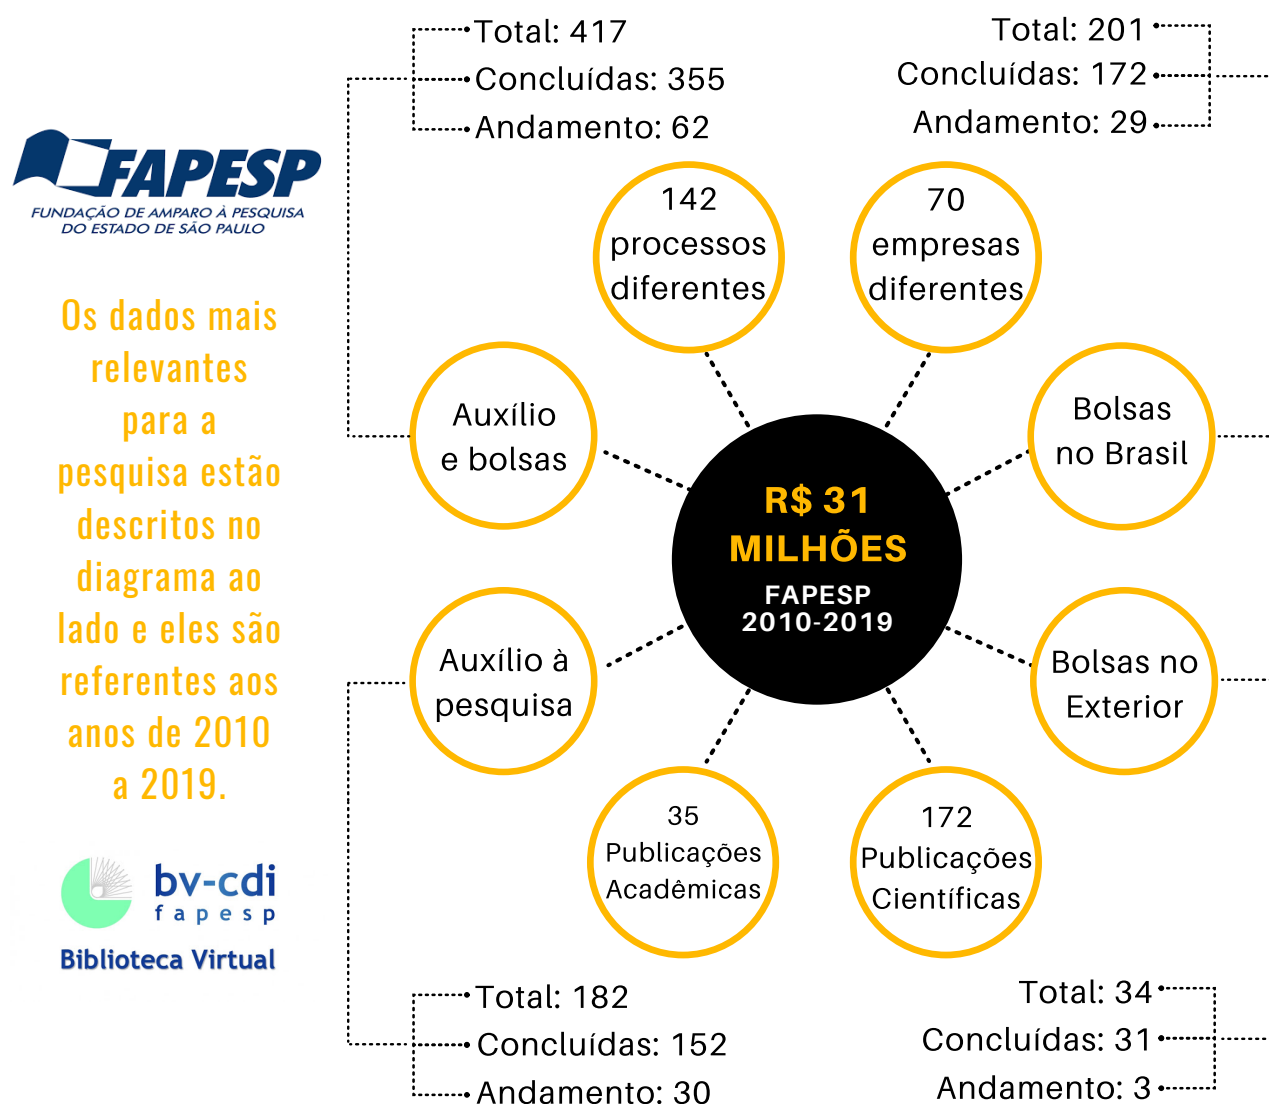 FAPESP
FUNDAÇÃO DE AMPARO À PESQUISA
DO ESTADO DE SÃO PAULO
Os dados mais
relevantes
para a
pesquisa estão
descritos no
diagrama ao
lado e eles são
referentes aos
anos de 2010
a 2019.
bv-cdi
fapesp
Biblioteca Virtual
Total: 417
Concluídas: 355
Andamento: 62
Total: 201
Concluídas: 172
Andamento: 29
142
processos
diferentes
70
empresas
diferentes
Auxílio
e bolsas
Bolsas
no Brasil
R$ 31
MILHÕES
FAPESP
2010-2019
Auxílio à
pesquisa
Bolsas no
Exterior
35
Publicações
Acadêmicas
172
Publicações
Científicas
Total: 182
Concluídas: 152
Andamento: 30
Total: 34
Concluídas: 31
Andamento: 3